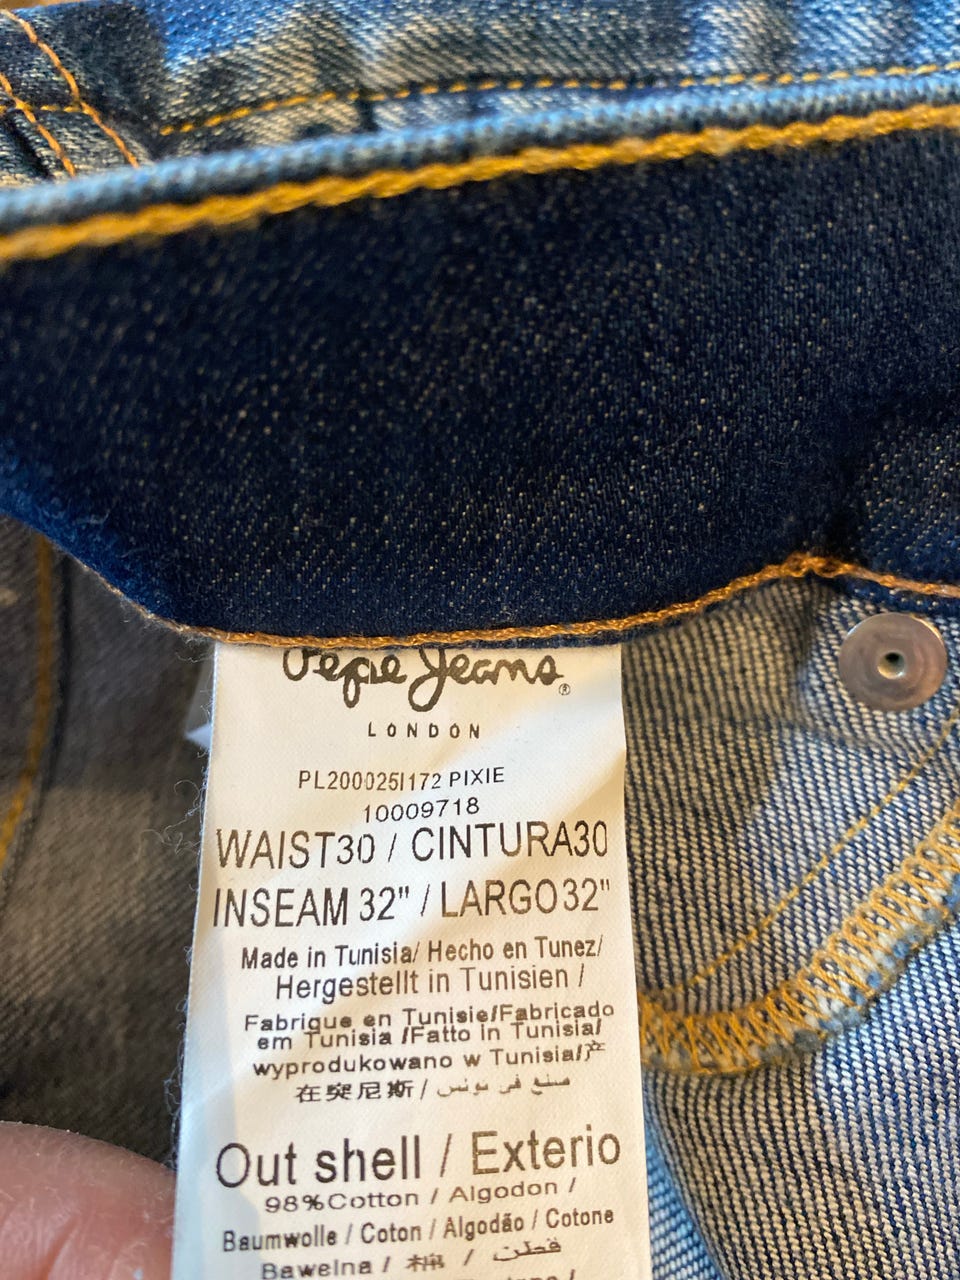 Pepe Jeans®
LONDON
PL200025I172 PIXIE
10009718
WAIST30 / CINTURA30
INSEAM 32" / LARGO32"
Made in Tunisia/ Hecho en Tunez/
Hergestellt in Tunisien /
Fabrique en Tunisie/Fabricado
em Tunisia /Fatto in Tunisia/
wyprodukowano w Tunisia/产
在突尼斯 / صنع في تونس
Out shell / Exterio
98%Cotton / Algodon /
Baumwolle / Coton / Algodão / Cotone
Bawelna / 棉 / قطن